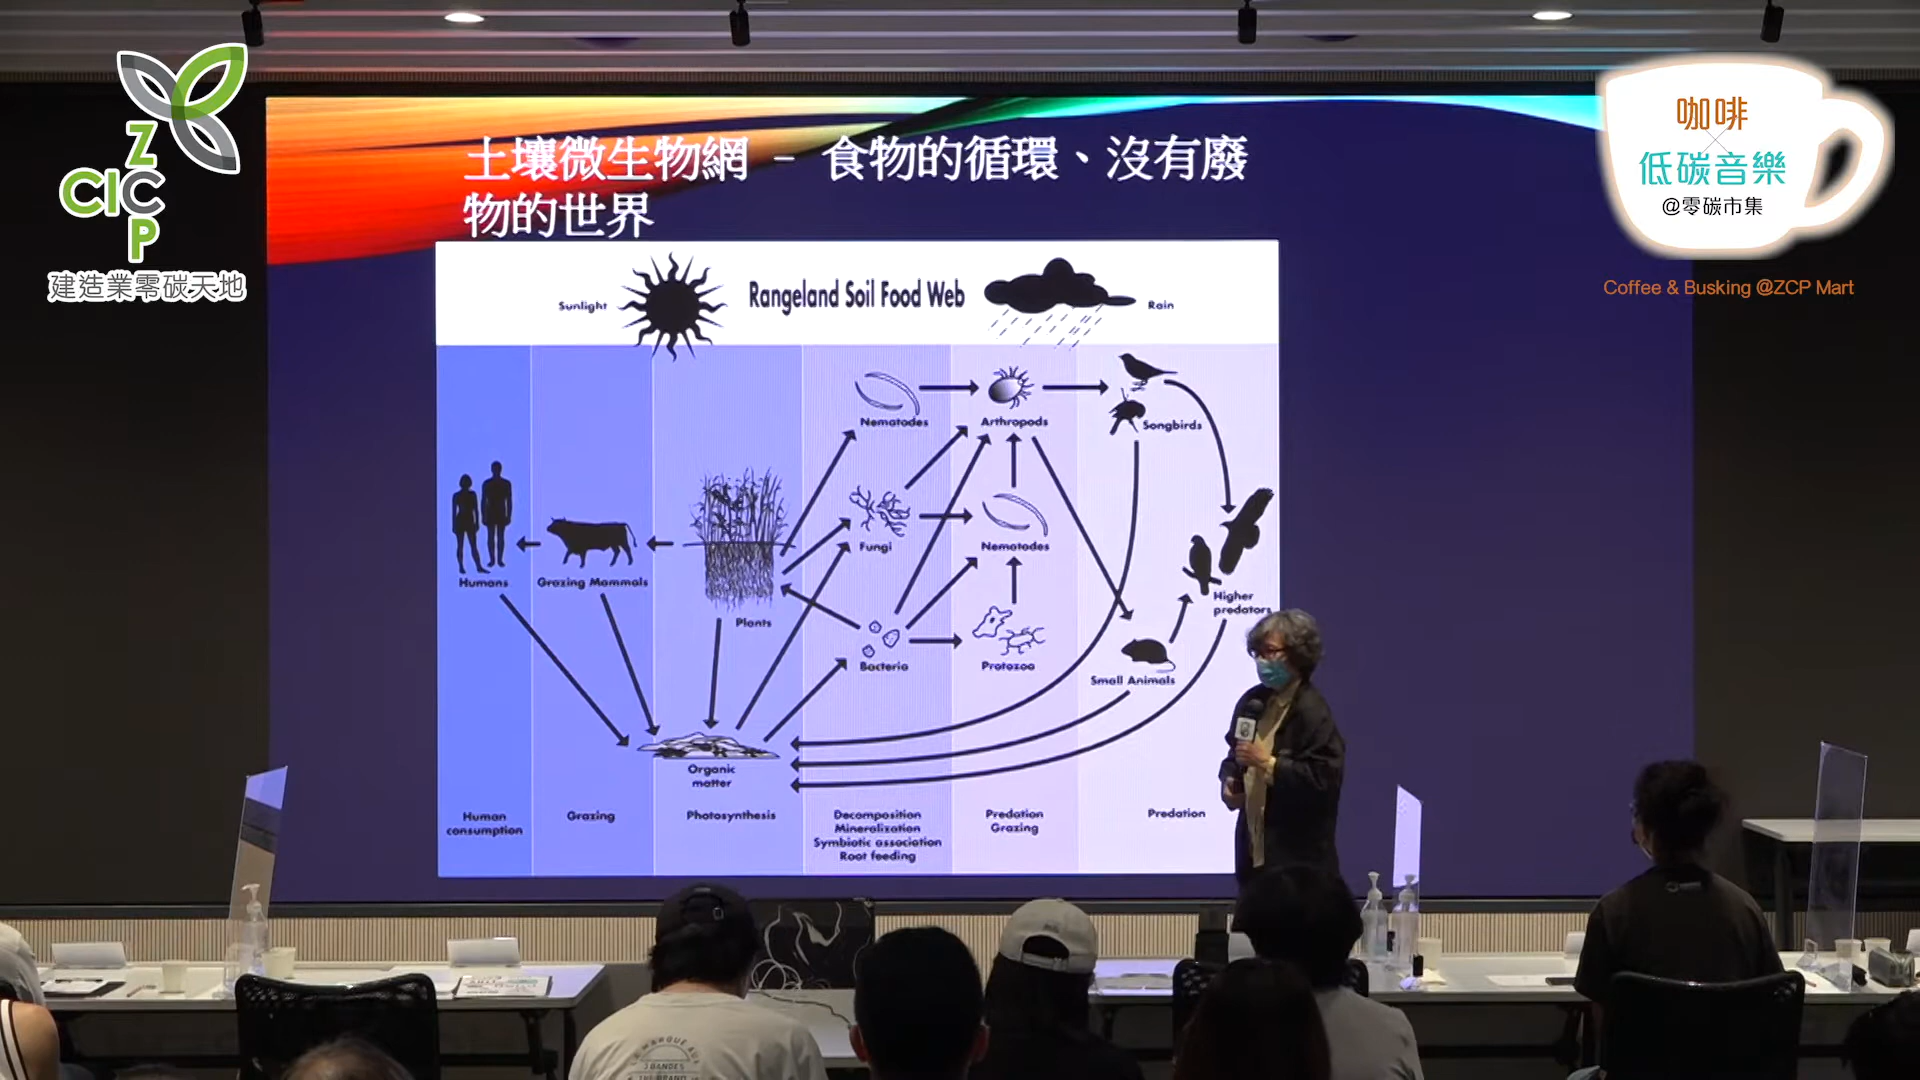 Z
CIC
P
建造業零碳天地
咖啡
×
低碳音樂
@零碳市集
Coffee & Busking @ZCP Mart
土壤微生物網 – 食物的循環、沒有廢
物的世界
Rangeland Soil Food Web
Sunlight
Rain
Nematodes
Arthropods
Songbirds
Fungi
Nematodes
Humans
Grazing Mammals
Plants
Higher
predators
Bacteria
Protozoa
Small Animals
Organic
matter
Human
consumption
Grazing
Photosynthesis
Decomposition
Mineralization
Symbiotic association
Root feeding
Predation
Grazing
Predation